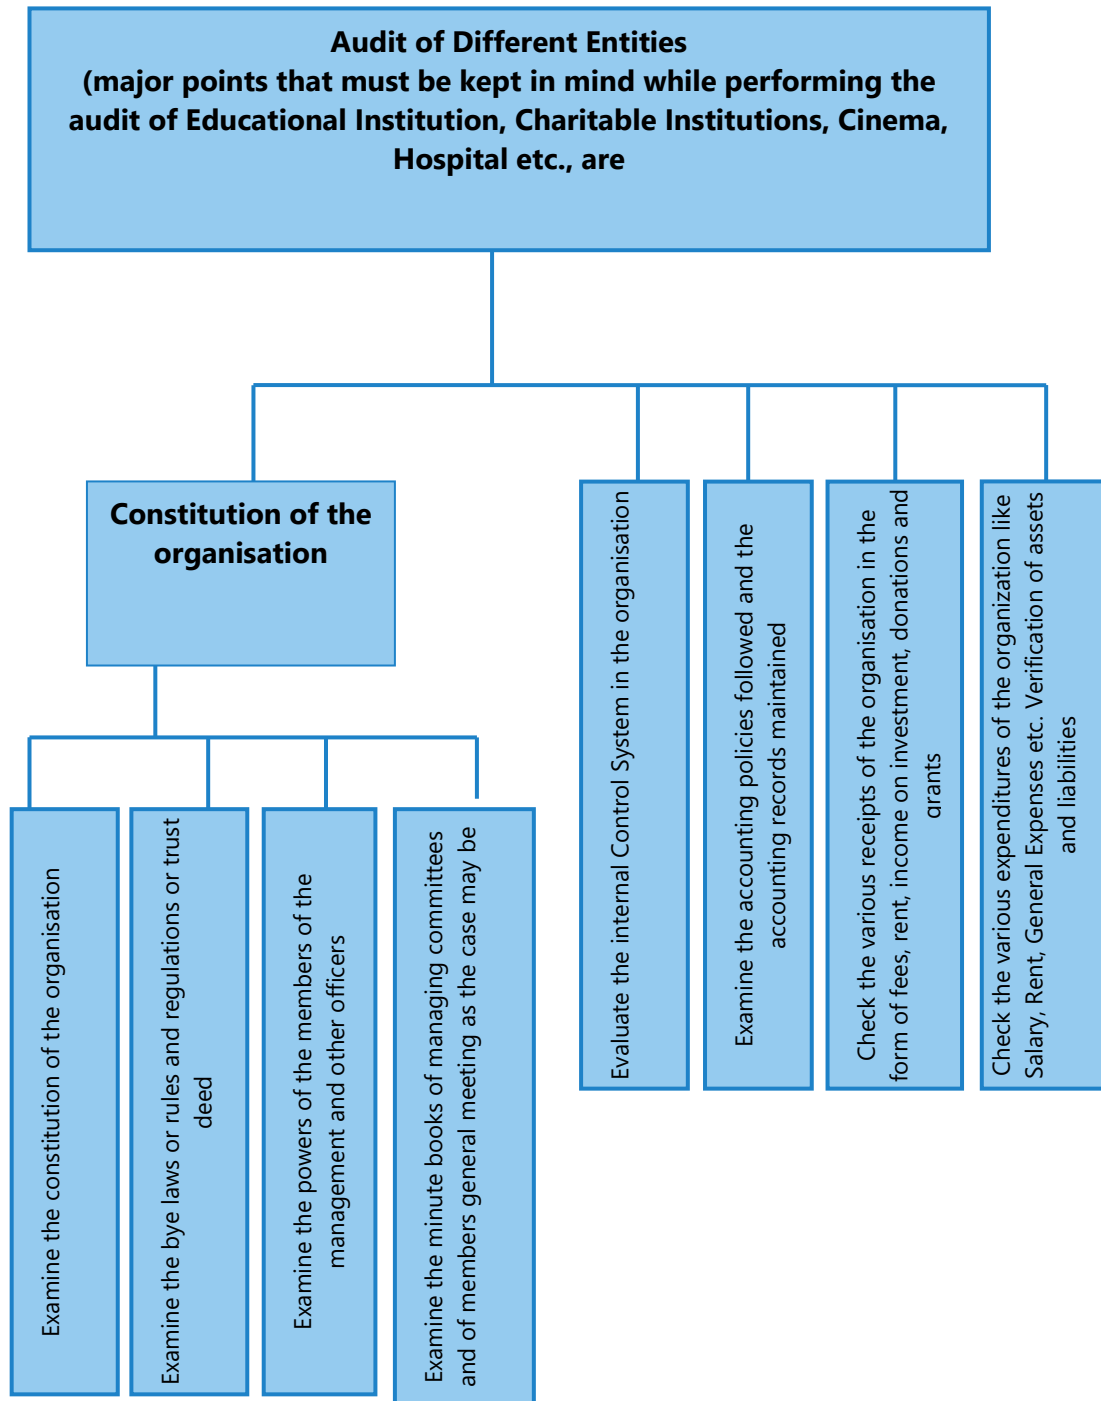 Audit of Different Entities
(major points that must be kept in mind while performing the
audit of Educational Institution, Charitable Institutions, Cinema,
Hospital etc., are
Constitution of the
organisation
Evaluate the internal Control System in the organisation
Examine the accounting policies followed and the
accounting records maintained
Check the various receipts of the organisation in the
form of fees, rent, income on investment, donations and
grants
Check the various expenditures of the organization like
Salary, Rent, General Expenses etc. Verification of assets
and liabilities
Examine the constitution of the organisation
Examine the bye laws or rules and regulations or trust
deed
Examine the powers of the members of the
management and other officers
Examine the minute books of managing committees
and of members general meeting as the case may be